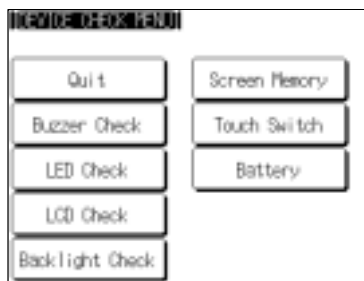 [DEVICE CHECK MENU]
Quit
Screen Memory
Buzzer Check
Touch Switch
LED Check
Battery
LCD Check
Backlight Check